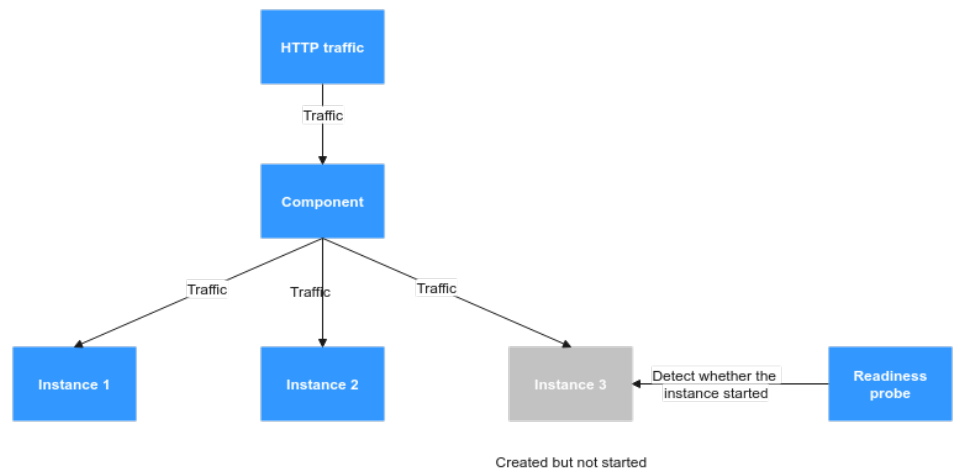 HTTP traffic
Traffic
Component
Traffic
Traffic
Traffic
Instance 1
Instance 2
Instance 3
Detect whether the
instance started
Readiness
probe
Created but not started